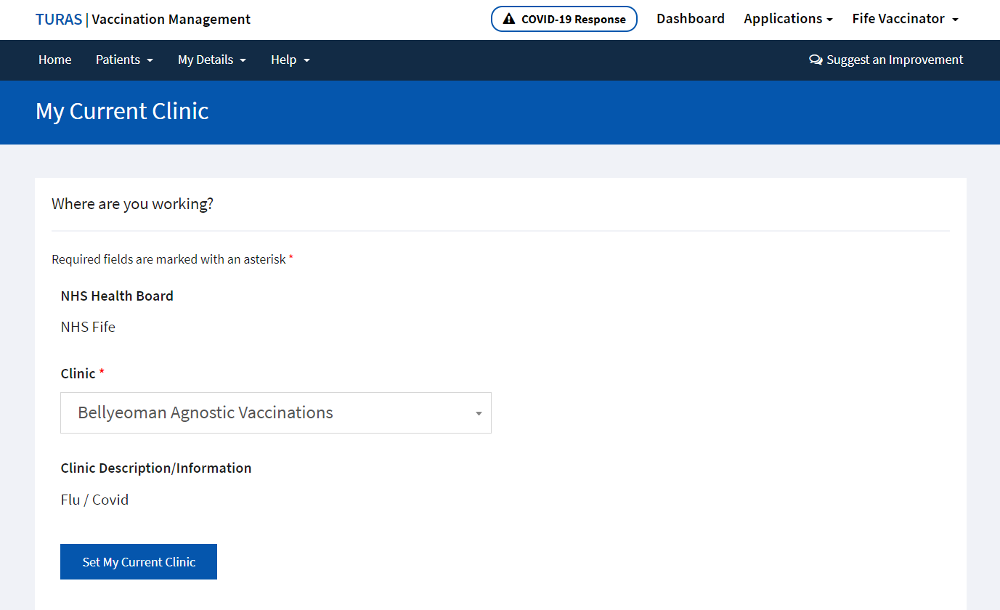 TURAS | Vaccination Management
COVID-19 Response
Dashboard
Applications
Fife Vaccinator
Home
Patients
My Details
Help
Suggest an Improvement
My Current Clinic
Where are you working?
Required fields are marked with an asterisk *
NHS Health Board
NHS Fife
Clinic *
Bellyeoman Agnostic Vaccinations
Clinic Description/Information
Flu / Covid
Set My Current Clinic